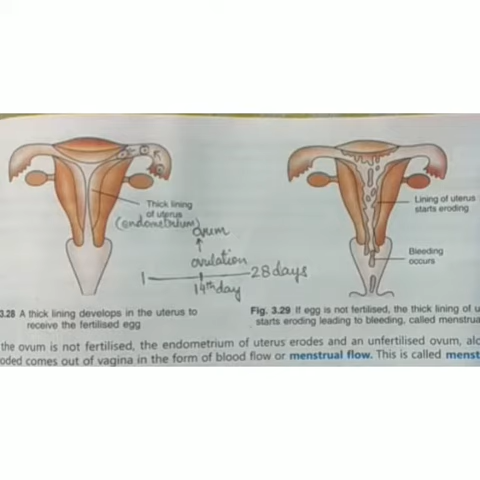 Thick lining
of uterus
(endometrium)
ovum
ovulation
1
28 days
14th day
Lining of uterus
starts eroding
Bleeding
occurs
3.28 A thick lining develops in the uterus to
receive the fertilised egg
Fig. 3.29 If egg is not fertilised, the thick lining of u
starts eroding leading to bleeding, called menstrua
the ovum is not fertilised, the endometrium of uterus erodes and an unfertilised ovum, alo
oded comes out of vagina in the form of blood flow or menstrual flow. This is called menst